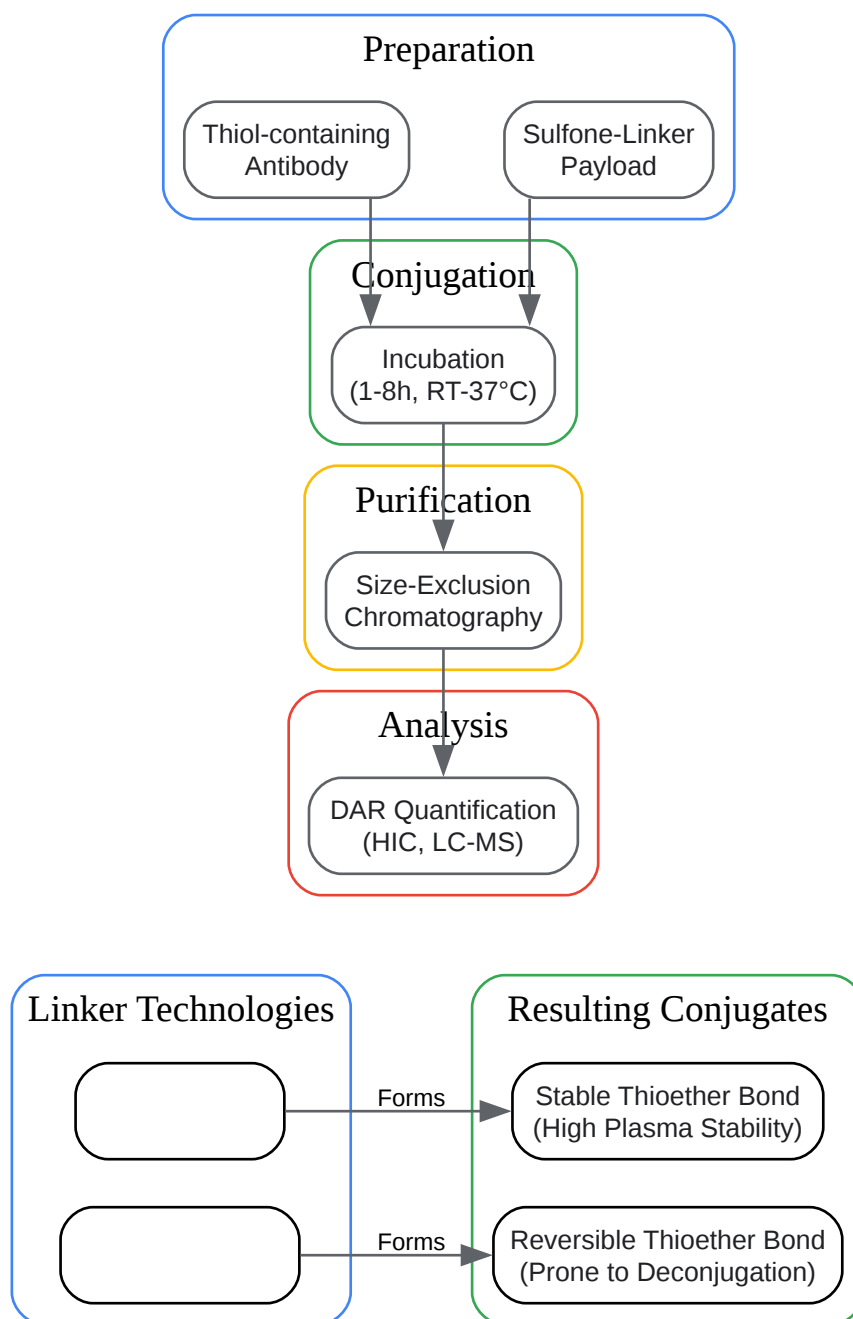 Preparation
Thiol-containing
Antibody
Sulfone-Linker
Payload
Conjugation
Incubation
(1-8h, RT-37°C)
Purification
Size-Exclusion
Chromatography
Analysis
DAR Quantification
(HIC, LC-MS)
Linker Technologies
Resulting Conjugates
Forms
Stable Thioether Bond
(High Plasma Stability)
Forms
Reversible Thioether Bond
(Prone to Deconjugation)